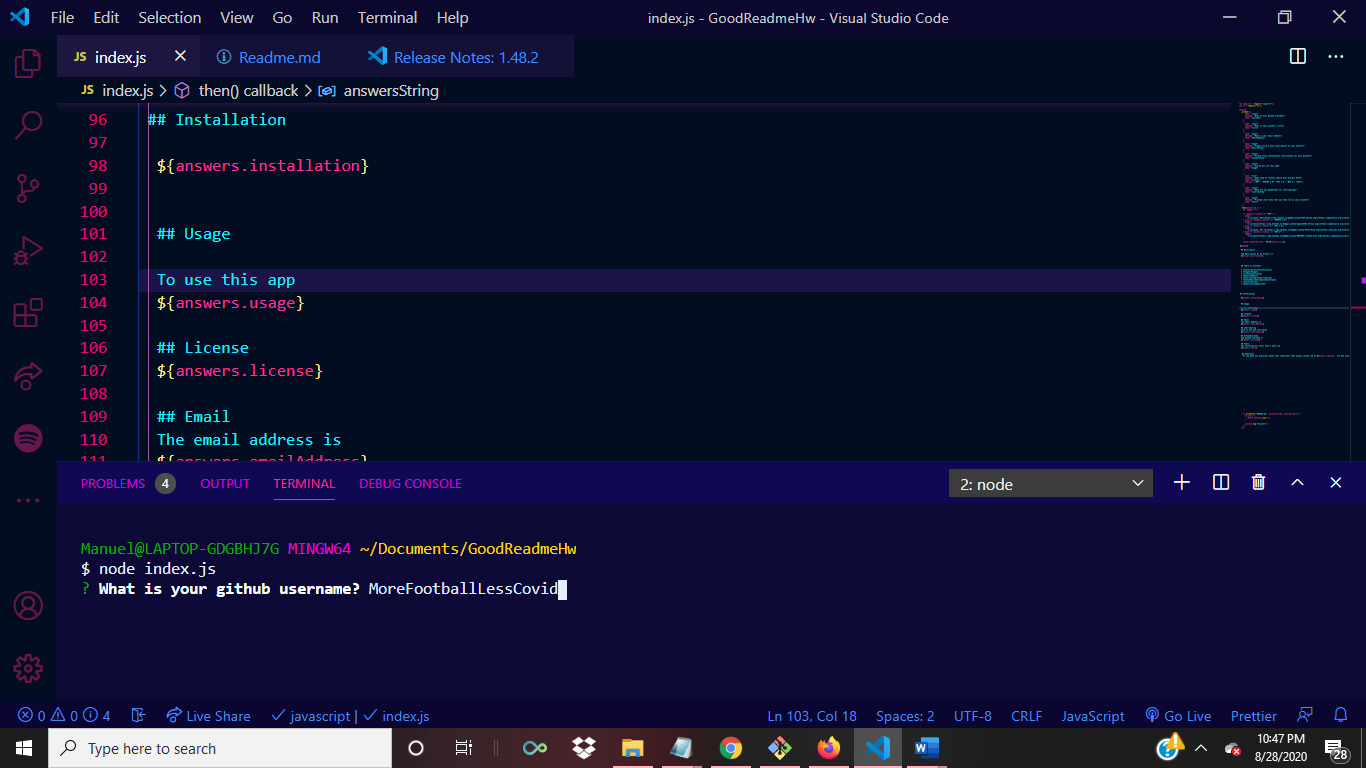 File Edit Selection View Go Run Terminal Help index.js - GoodReadmeHw - Visual Studio Code
JS index.js Readme.md Release Notes: 1.48.2
JS index.js > then() callback > answersString
96 ## Installation
97
98 ${answers.installation}
99
100
101 ## Usage
102
103 To use this app
104 ${answers.usage}
105
106 ## License
107 ${answers.license}
108
109 ## Email
110 The email address is
111 ${answers.emailAddress}
PROBLEMS 4 OUTPUT TERMINAL DEBUG CONSOLE 2: node
Manuel@LAPTOP-GDGBHJ7G MINGW64 ~/Documents/GoodReadmeHw
$ node index.js
? What is your github username? MoreFootballLessCovid
0 0 4 Live Share javascript | index.js Ln 103, Col 18 Spaces: 2 UTF-8 CRLF JavaScript Go Live Prettier
Type here to search
10:47 PM
8/28/2020
28